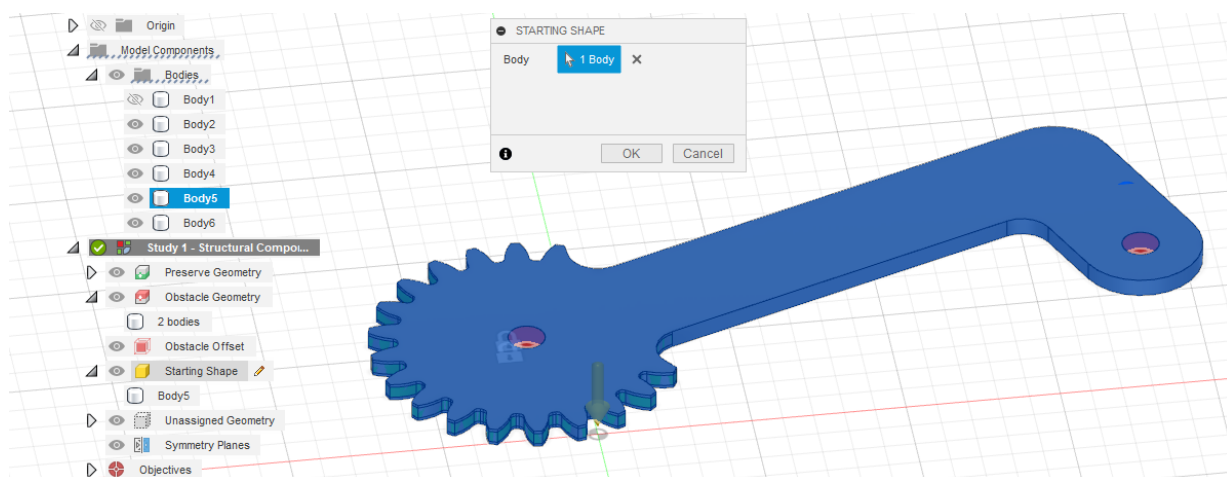 Origin
Model Components
Bodies
Body1
Body2
Body3
Body4
Body5
Body6
Study 1 - Structural Compo...
Preserve Geometry
Obstacle Geometry
2 bodies
Obstacle Offset
Starting Shape
Body5
Unassigned Geometry
Symmetry Planes
Objectives
STARTING SHAPE
Body 1 Body
OK Cancel